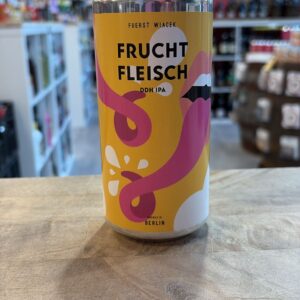 FUERST WIACEK
FRUCHT
FLEISCH
DDH IPA
BERLIN